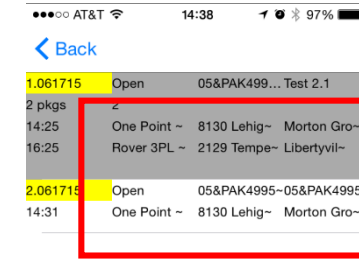 AT&T 14:38 97%
Back
1.061715 Open 05&PAK499... Test 2.1
2 pkgs 2
14:25 One Point ~ 8130 Lehig~ Morton Gro~
16:25 Rover 3PL ~ 2129 Tempe~ Libertyvil~
2.061715 Open 05&PAK4995~05&PAK4995
14:31 One Point ~ 8130 Lehig~ Morton Gro~